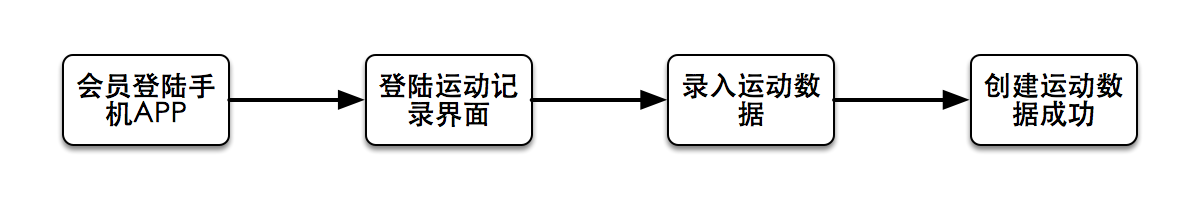 会员登陆手
机APP
登陆运动记
录界面
录入运动数
据
创建运动数
据成功